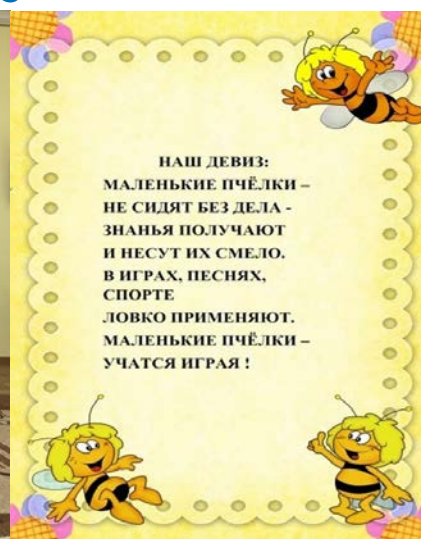 НАШ ДЕВИЗ:
МАЛЕНЬКИЕ ПЧЁЛКИ –
НЕ СИДЯТ БЕЗ ДЕЛА -
ЗНАНЬЯ ПОЛУЧАЮТ
И НЕСУТ ИХ СМЕЛО.
В ИГРАХ, ПЕСНЯХ,
СПОРТЕ
ЛОВКО ПРИМЕНЯЮТ.
МАЛЕНЬКИЕ ПЧЁЛКИ –
УЧАТСЯ ИГРАЯ !